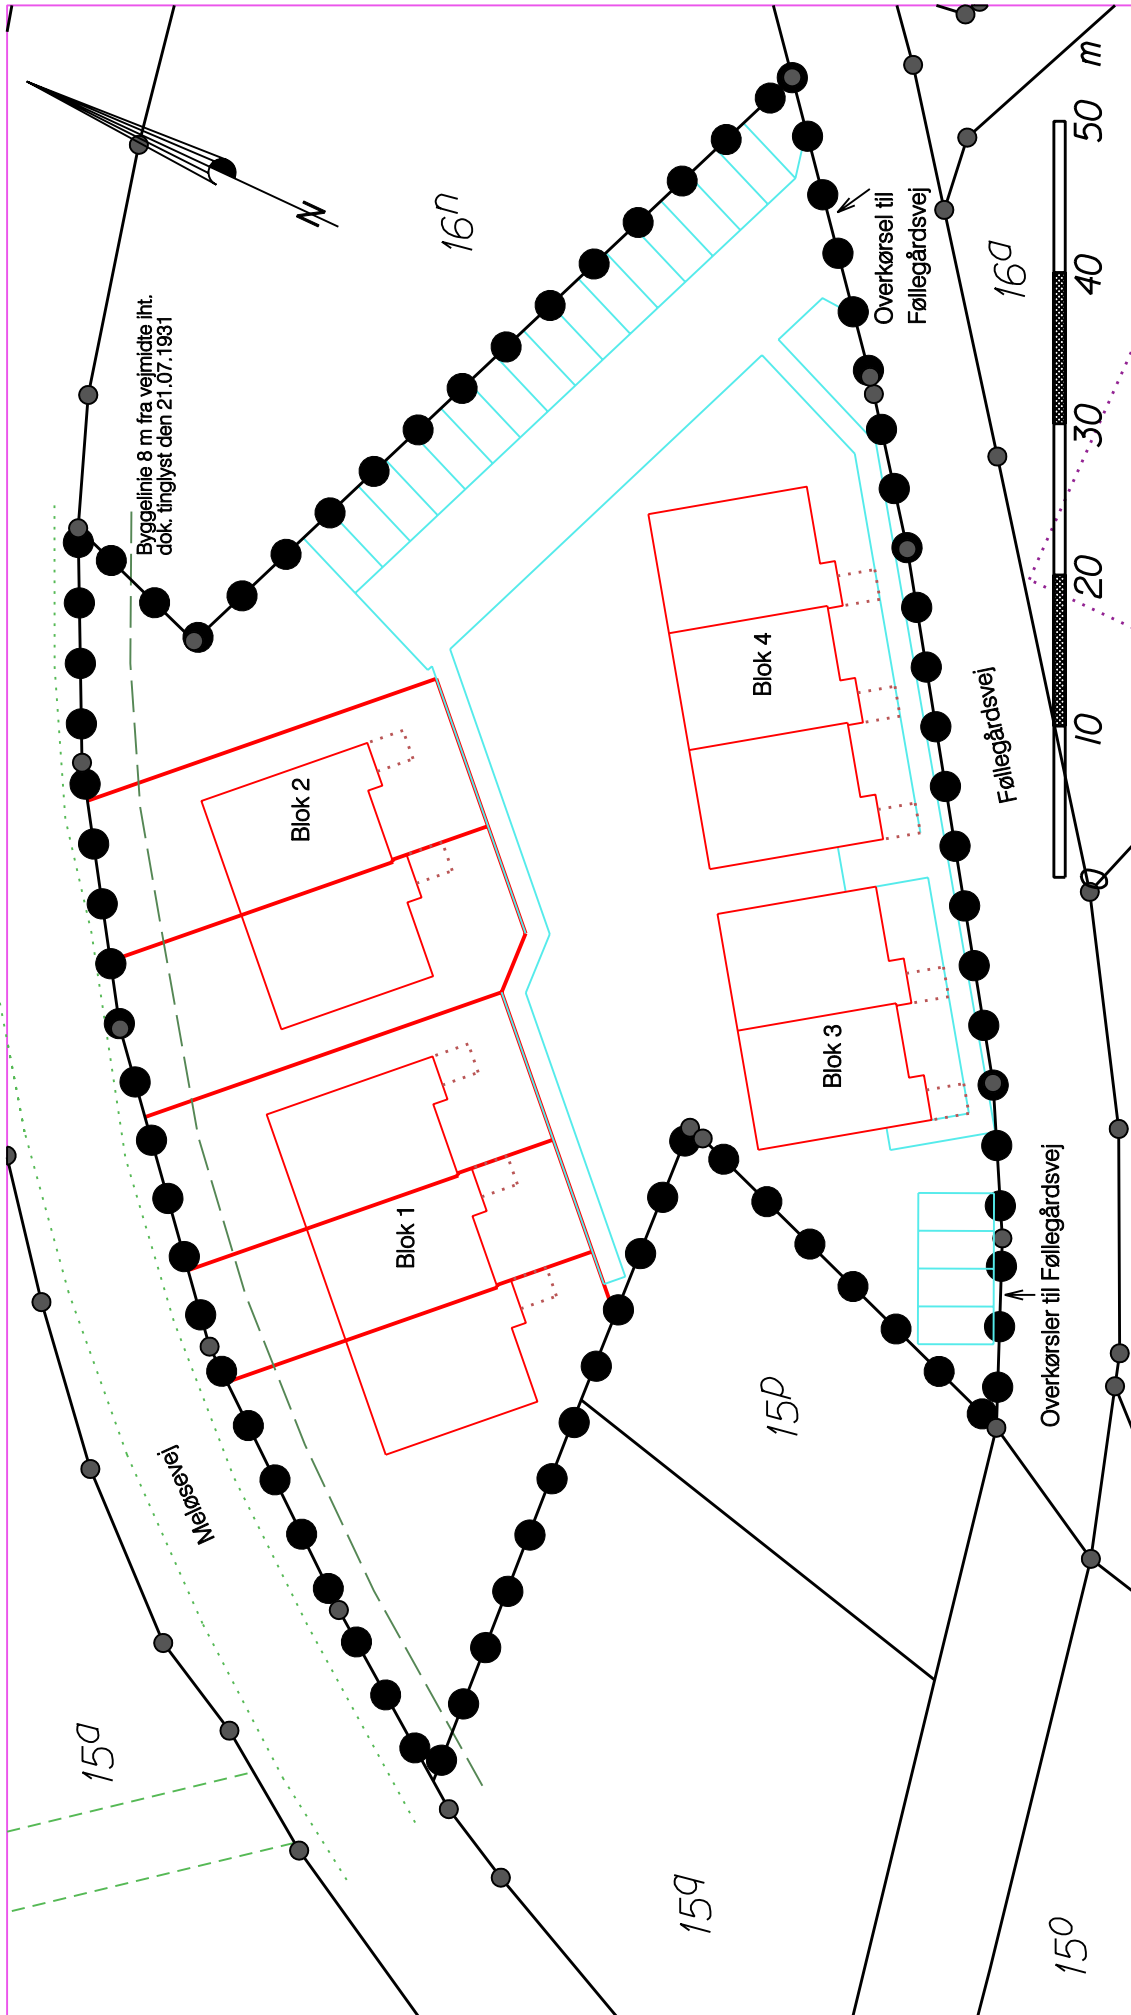 15a
Meløsevej
Byggelinie 8 m fra vejmidte iht.
dok. tinglyst den 21.07.1931
N
16n
Blok 1
Blok 2
Blok 3
Blok 4
15q
15p
15o
16a
Overkørsler til Føllegårdsvej
Føllegårdsvej
Overkørsel til
Føllegårdsvej
0
10
20
30
40
50
m